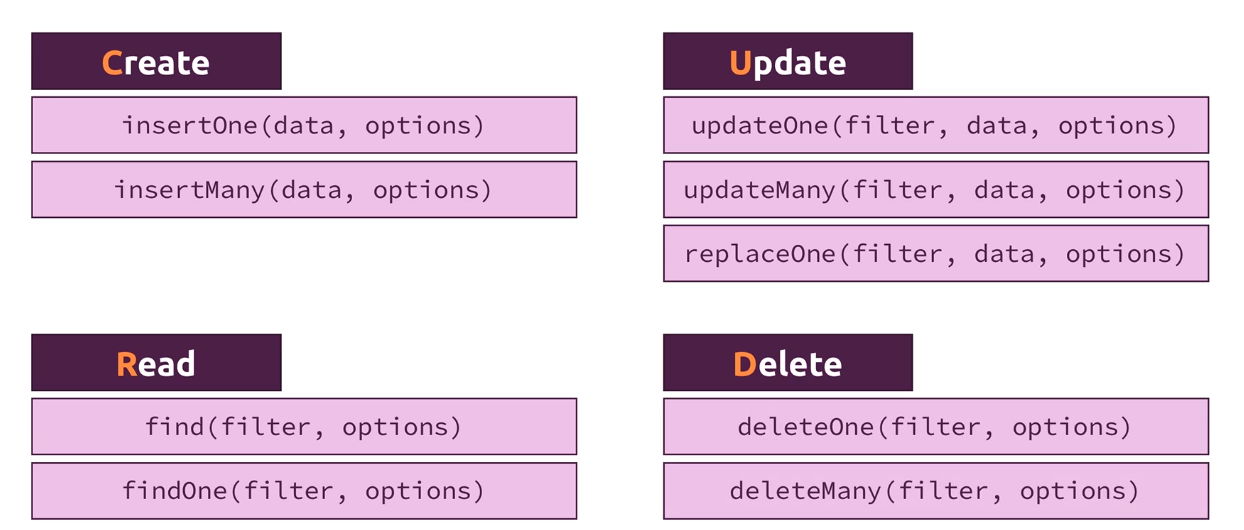 Create
insertOne(data, options)
insertMany(data, options)
Update
updateOne(filter, data, options)
updateMany(filter, data, options)
replaceOne(filter, data, options)
Read
find(filter, options)
findOne(filter, options)
Delete
deleteOne(filter, options)
deleteMany(filter, options)